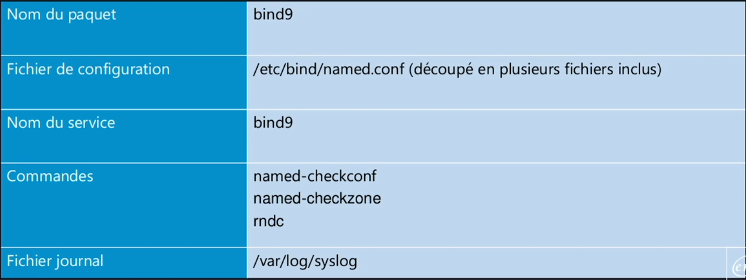 Nom du paquet bind9
Fichier de configuration /etc/bind/named.conf (découpé en plusieurs fichiers inclus)
Nom du service bind9
Commandes named-checkconf
named-checkzone
rndc
Fichier journal /var/log/syslog